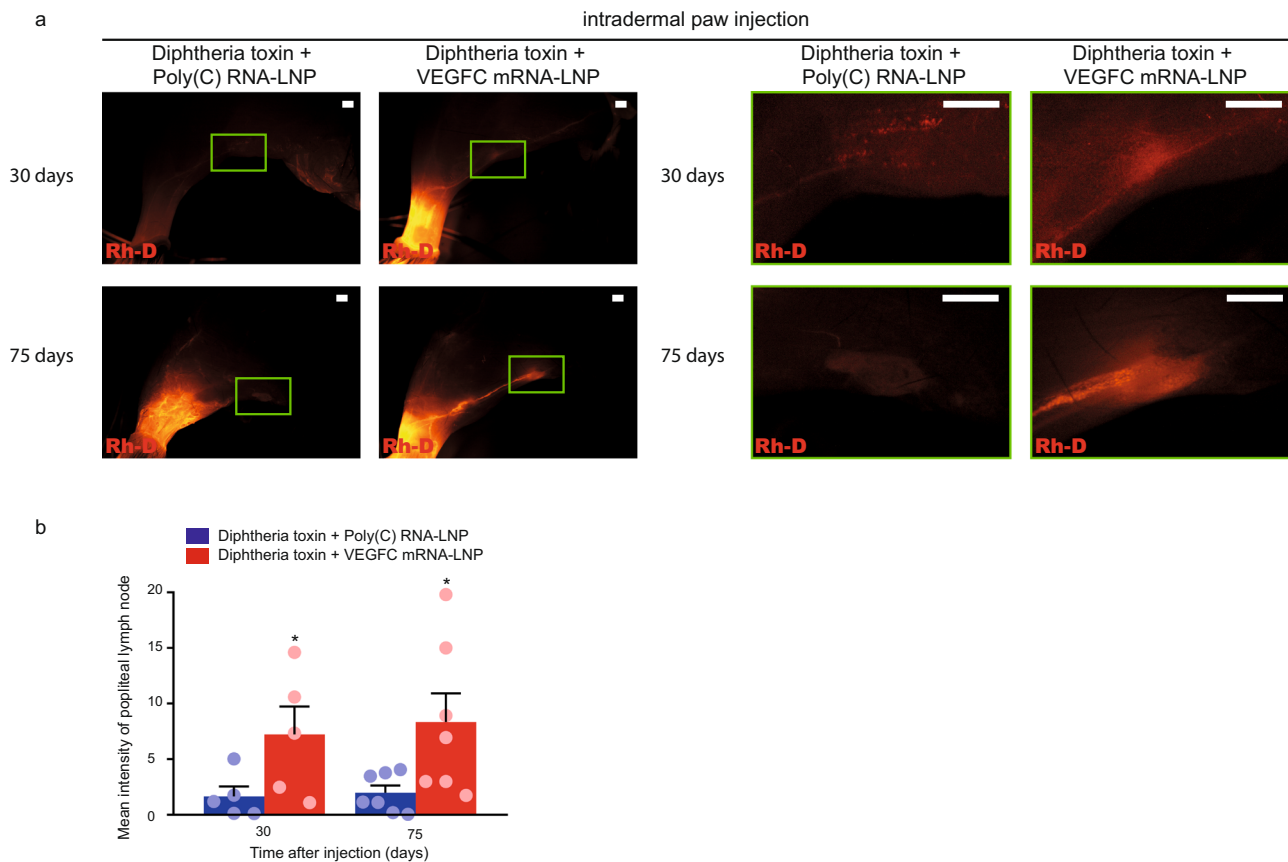 a
intradermal paw injection
Diphtheria toxin +
Poly(C) RNA-LNP
Diphtheria toxin +
VEGFC mRNA-LNP
Diphtheria toxin +
Poly(C) RNA-LNP
Diphtheria toxin +
VEGFC mRNA-LNP
30 days
Rh-D
Rh-D
30 days
Rh-D
Rh-D
75 days
Rh-D
Rh-D
75 days
Rh-D
Rh-D
b
Diphtheria toxin + Poly(C) RNA-LNP
Diphtheria toxin + VEGFC mRNA-LNP
Mean intensity of popliteal lymph node
20
15
10
5
0
*
*
30
75
Time after injection (days)